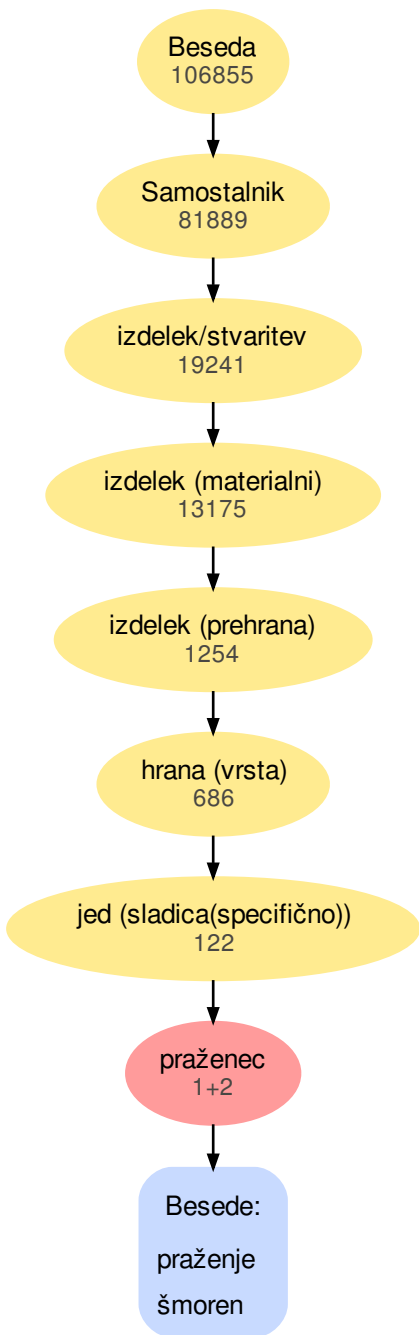 Beseda
106855
Samostalnik
81889
izdelek/stvaritev
19241
izdelek (materialni)
13175
izdelek (prehrana)
1254
hrana (vrsta)
686
jed (sladica(specifično))
122
praženec
1+2
Besede:
praženje
šmoren